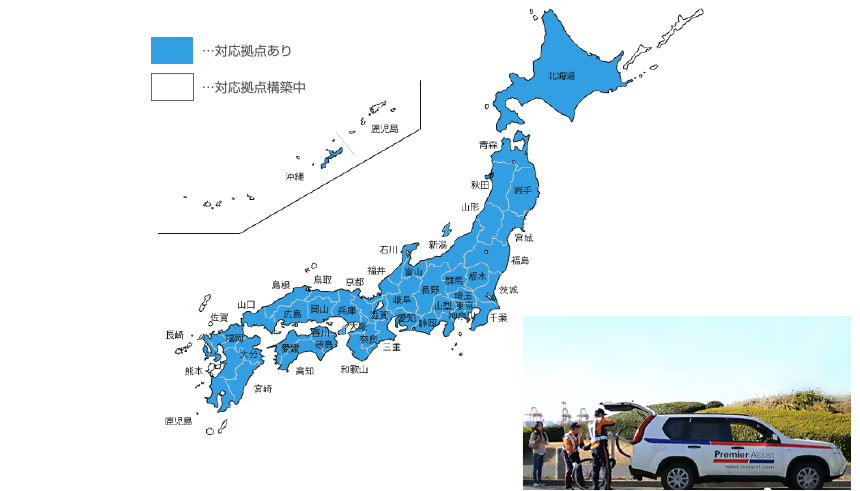 …対応拠点あり
…対応拠点構築中
北海道
鹿児島
沖縄
青森
秋田
岩手
山形
宮城
新潟
福島
石川
富山
福井
群馬
栃木
茨城
長野
埼玉
東京
山梨
神奈川
千葉
岐阜
愛知
静岡
鳥取
島根
京都
山口
広島
岡山
兵庫
滋賀
大阪
奈良
三重
和歌山
香川
徳島
愛媛
高知
佐賀
福岡
長崎
大分
熊本
宮崎
鹿児島
Premier Assist